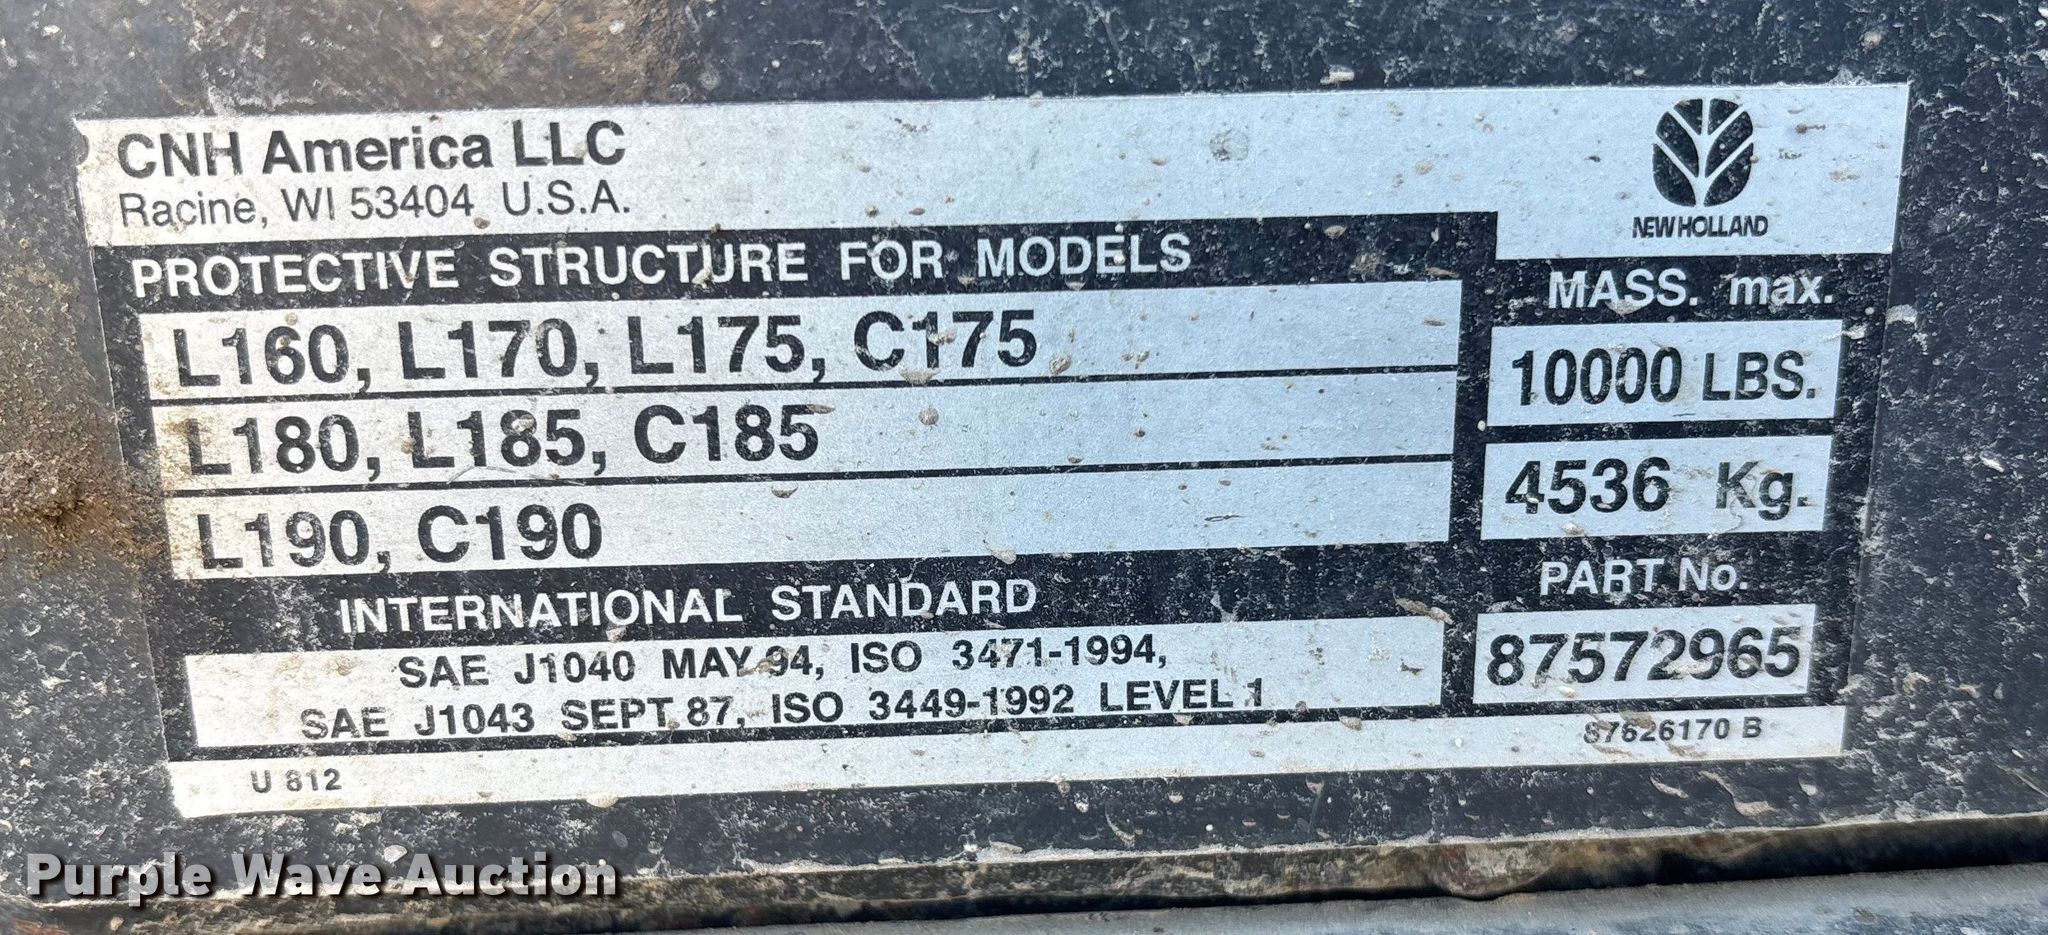 CNH America LLC
Racine, WI 53404 U.S.A.
NEW HOLLAND
PROTECTIVE STRUCTURE FOR MODELS
L160, L170, L175, C175
L180, L185, C185
L190, C190
MASS. max.
10000 LBS.
4536 Kg.
INTERNATIONAL STANDARD
SAE J1040 MAY 94, ISO 3471-1994,
SAE J1043 SEPT 87, ISO 3449-1992 LEVEL 1
PART No.
87572965
U 812
87626170 B
Purple Wave Auction